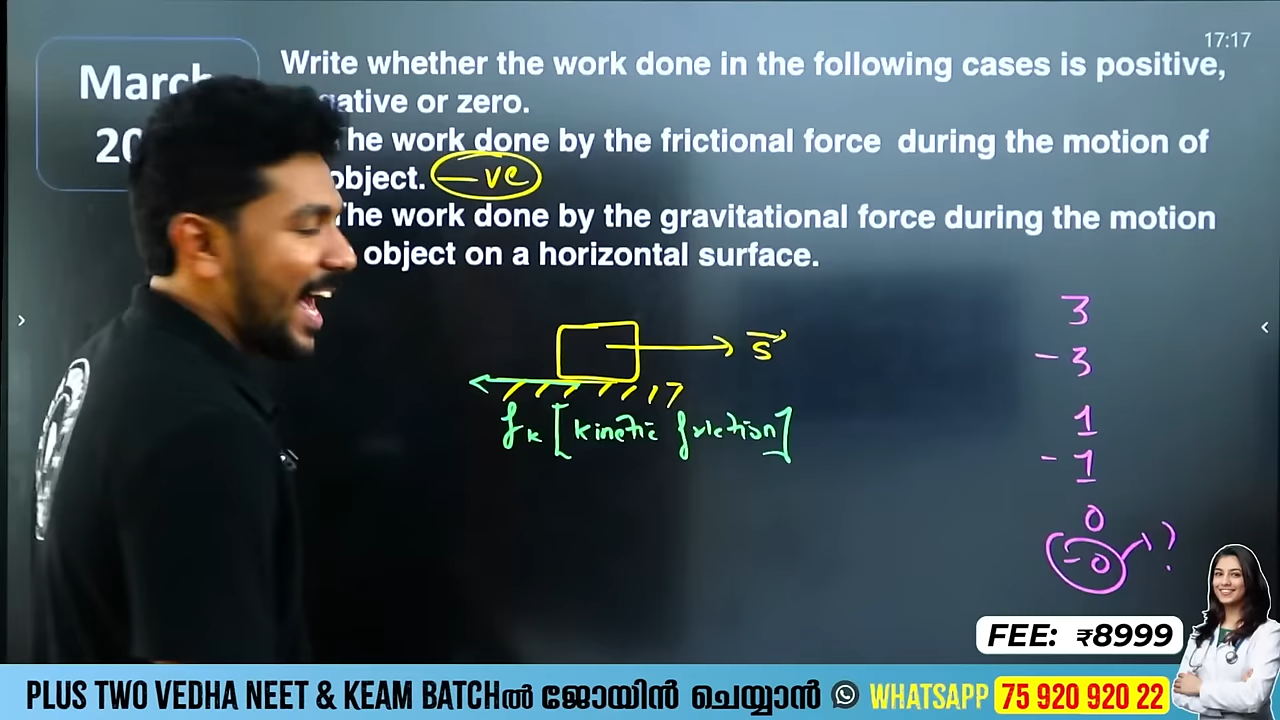 17:17
March
20
Write whether the work done in the following cases is positive,
gative or zero.
he work done by the frictional force during the motion of
object. -ve
The work done by the gravitational force during the motion
object on a horizontal surface.
s
fk [kinetic friction]
3
-3
1
-1
0
-0 ?
FEE: ₹8999
PLUS TWO VEDHA NEET & KEAM BATCHൽ ജോയിൻ ചെയ്യാൻ WHATSAPP 75 920 920 22